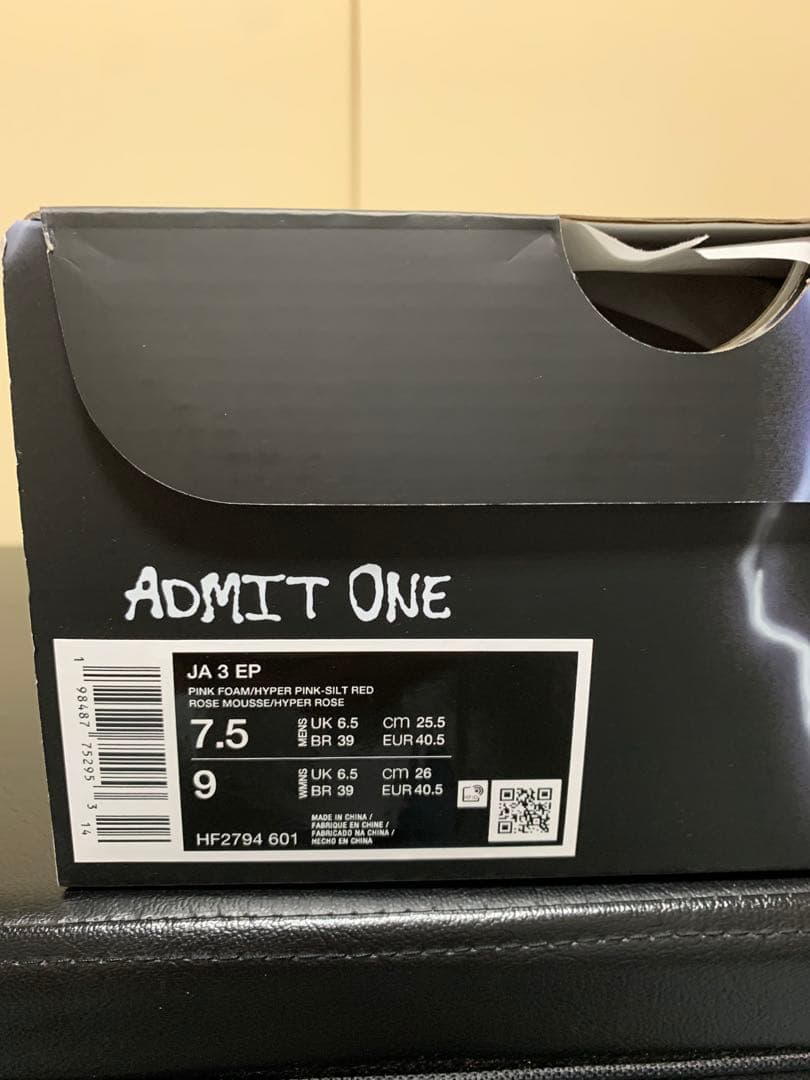 ADMIT ONE
JA 3 EP
PINK FOAM/HYPER PINK-SILT RED
ROSE MOUSSE/HYPER ROSE
7.5 MENS UK 6.5 cm 25.5
BR 39 EUR 40.5
9 WMNS UK 6.5 cm 26
BR 39 EUR 40.5
HF2794 601
MADE IN CHINA /
FABRIQUE EN CHINE /
FABRICADO NA CHINA /
HECHO EN CHINA
1 98487 75295 3 14